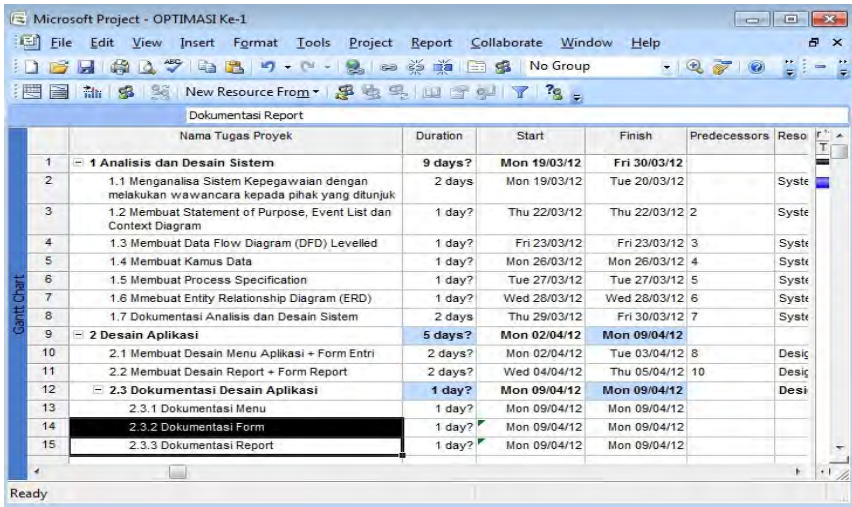 Microsoft Project - OPTIMASI Ke-1
File Edit View Insert Format Tools Project Report Collaborate Window Help
No Group
New Resource From
Dokumentasi Report
Nama Tugas Proyek Duration Start Finish Predecessors Reso
1 1 Analisis dan Desain Sistem 9 days? Mon 19/03/12 Fri 30/03/12
2 1.1 Menganalisa Sistem Kepegawaian dengan 2 days Mon 19/03/12 Tue 20/03/12 Syste
melakukan wawancara kepada pihak yang ditunjuk
3 1.2 Membuat Statement of Purpose, Event List dan 1 day? Thu 22/03/12 Thu 22/03/12 2 Syste
Context Diagram
4 1.3 Membuat Data Flow Diagram (DFD) Levelled 1 day? Fri 23/03/12 Fri 23/03/12 3 Syste
5 1.4 Membuat Kamus Data 1 day? Mon 26/03/12 Mon 26/03/12 4 Syste
6 1.5 Membuat Process Specification 1 day? Tue 27/03/12 Tue 27/03/12 5 Syste
7 1.6 Mmebuat Entity Relationship Diagram (ERD) 1 day? Wed 28/03/12 Wed 28/03/12 6 Syste
8 1.7 Dokumentasi Analisis dan Desain Sistem 2 days Thu 29/03/12 Fri 30/03/12 7 Syste
9 2 Desain Aplikasi 5 days? Mon 02/04/12 Mon 09/04/12
10 2.1 Membuat Desain Menu Aplikasi + Form Entri 2 days? Mon 02/04/12 Tue 03/04/12 8 Desig
11 2.2 Membuat Desain Report + Form Report 2 days? Wed 04/04/12 Thu 05/04/12 10 Desig
12 2.3 Dokumentasi Desain Aplikasi 1 day? Mon 09/04/12 Mon 09/04/12 Desi
13 2.3.1 Dokumentasi Menu 1 day? Mon 09/04/12 Mon 09/04/12
14 2.3.2 Dokumentasi Form 1 day? Mon 09/04/12 Mon 09/04/12
15 2.3.3 Dokumentasi Report 1 day? Mon 09/04/12 Mon 09/04/12
Gantt Chart
Ready